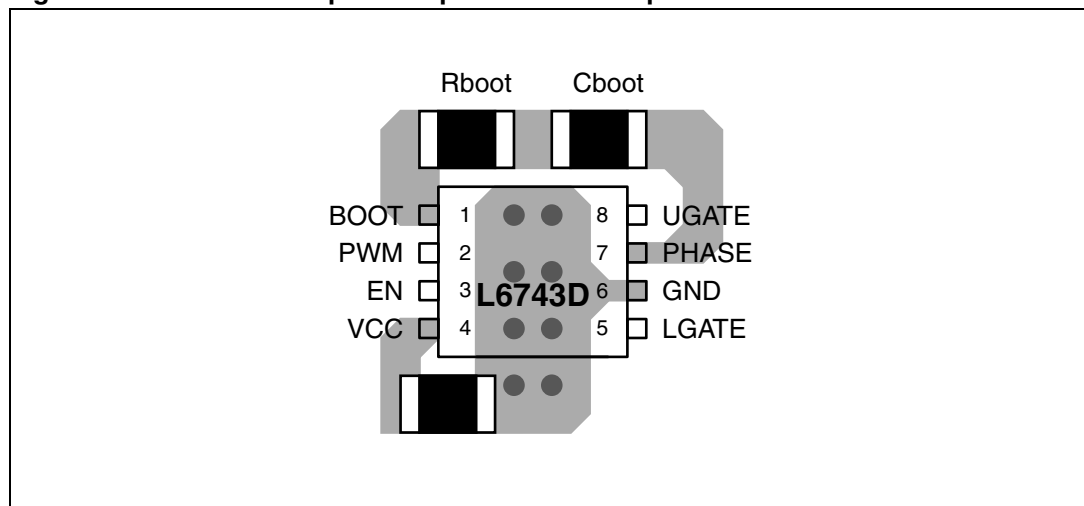 Rboot Cboot
BOOT 1 8 UGATE
PWM 2 7 PHASE
EN 3 L6743D 6 GND
VCC 4 5 LGATE